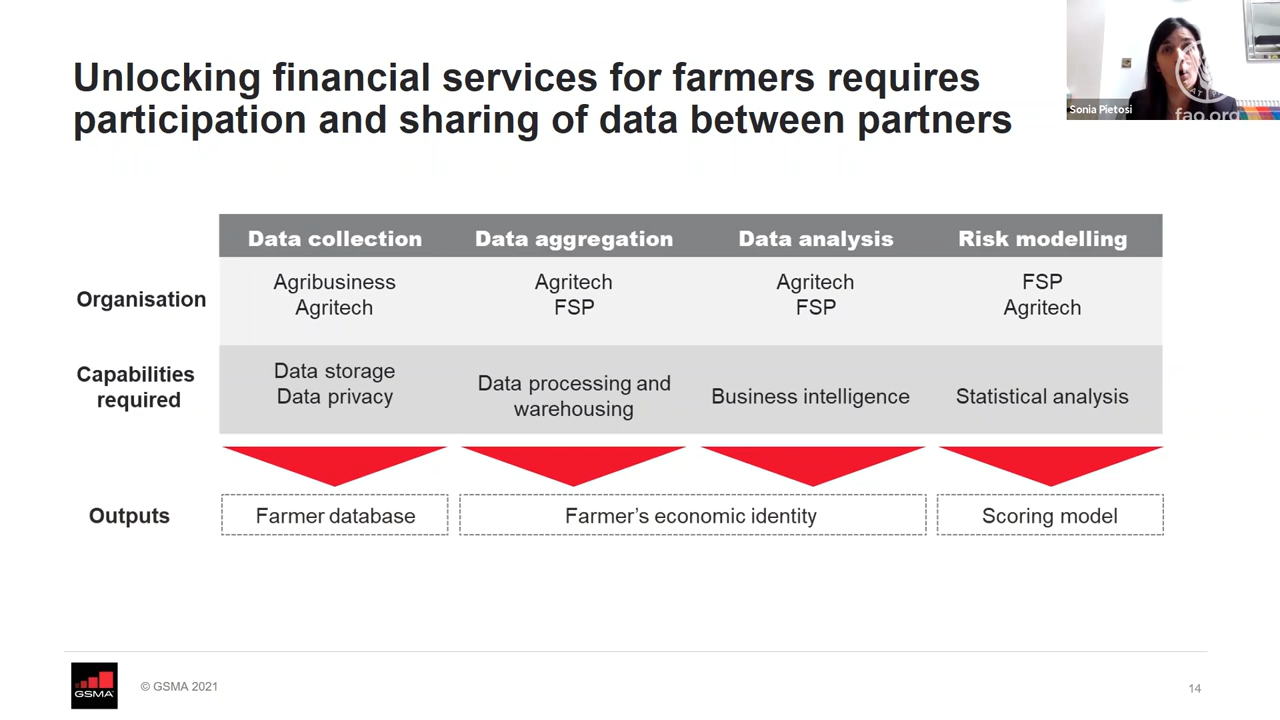 Unlocking financial services for farmers requires
participation and sharing of data between partners
Sonia Pietosi
fao.org
Data collection
Data aggregation
Data analysis
Risk modelling
Organisation
Agribusiness
Agritech
Agritech
FSP
Agritech
FSP
FSP
Agritech
Capabilities
required
Data storage
Data privacy
Data processing and
warehousing
Business intelligence
Statistical analysis
Outputs
Farmer database
Farmer’s economic identity
Scoring model
GSMA
© GSMA 2021
14